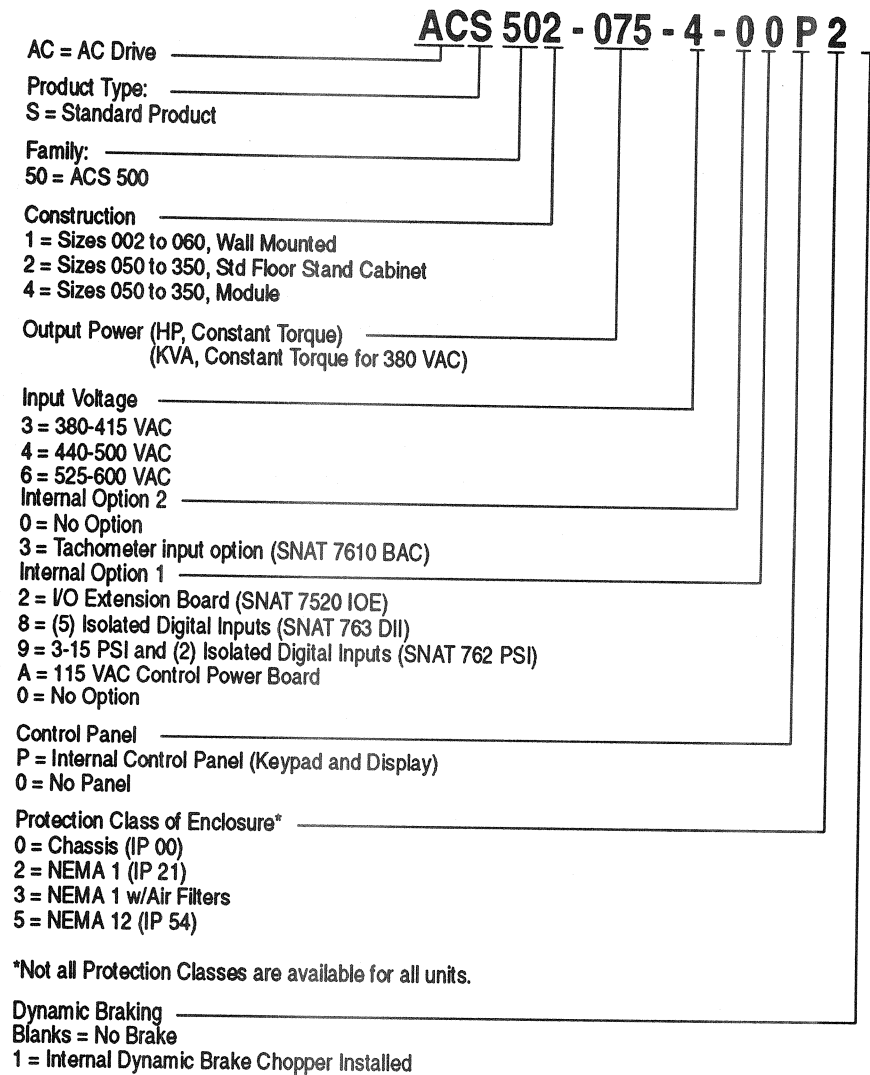 ACS 502 - 075 - 4 - 0 0 P 2
AC = AC Drive
Product Type:
S = Standard Product
Family:
50 = ACS 500
Construction
1 = Sizes 002 to 060, Wall Mounted
2 = Sizes 050 to 350, Std Floor Stand Cabinet
4 = Sizes 050 to 350, Module
Output Power (HP, Constant Torque)
(KVA, Constant Torque for 380 VAC)
Input Voltage
3 = 380-415 VAC
4 = 440-500 VAC
6 = 525-600 VAC
Internal Option 2
0 = No Option
3 = Tachometer input option (SNAT 7610 BAC)
Internal Option 1
2 = I/O Extension Board (SNAT 7520 IOE)
8 = (5) Isolated Digital Inputs (SNAT 763 DII)
9 = 3-15 PSI and (2) Isolated Digital Inputs (SNAT 762 PSI)
A = 115 VAC Control Power Board
0 = No Option
Control Panel
P = Internal Control Panel (Keypad and Display)
0 = No Panel
Protection Class of Enclosure*
0 = Chassis (IP 00)
2 = NEMA 1 (IP 21)
3 = NEMA 1 w/Air Filters
5 = NEMA 12 (IP 54)
*Not all Protection Classes are available for all units.
Dynamic Braking
Blanks = No Brake
1 = Internal Dynamic Brake Chopper Installed